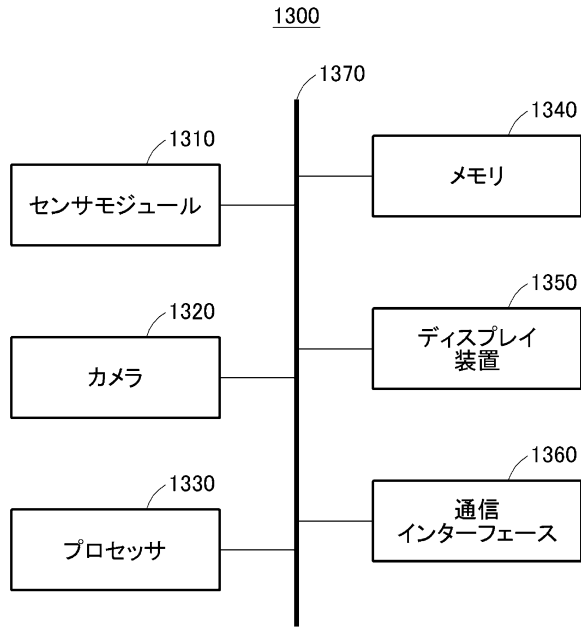 1300
1370
1310
センサモジュール
1340
メモリ
1320
カメラ
1350
ディスプレイ
装置
1330
プロセッサ
1360
通信
インターフェース